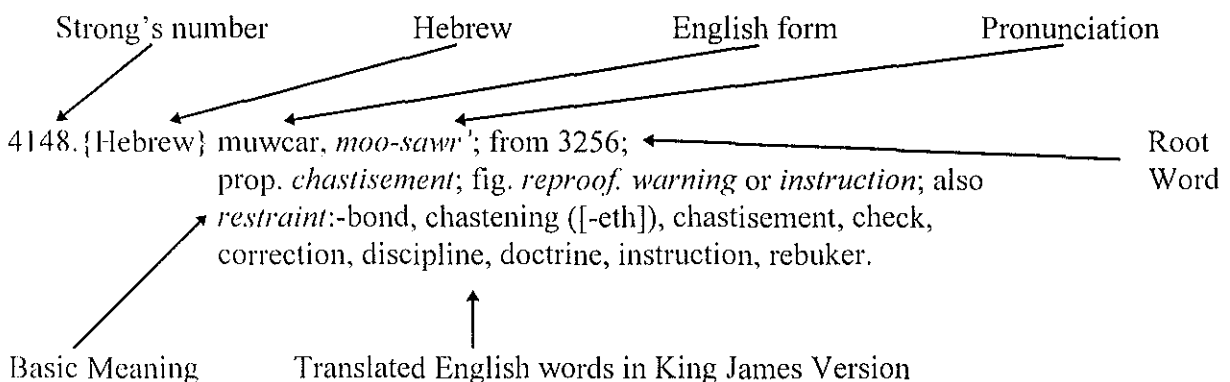 Strong's number Hebrew English form Pronunciation
4148.{Hebrew} muwcar, moo-sawr'; from 3256; Root
prop. chastisement; fig. reproof. warning or instruction; also Word
restraint:-bond, chastening ([-eth]), chastisement, check,
correction, discipline, doctrine, instruction, rebuker.
Basic Meaning Translated English words in King James Version